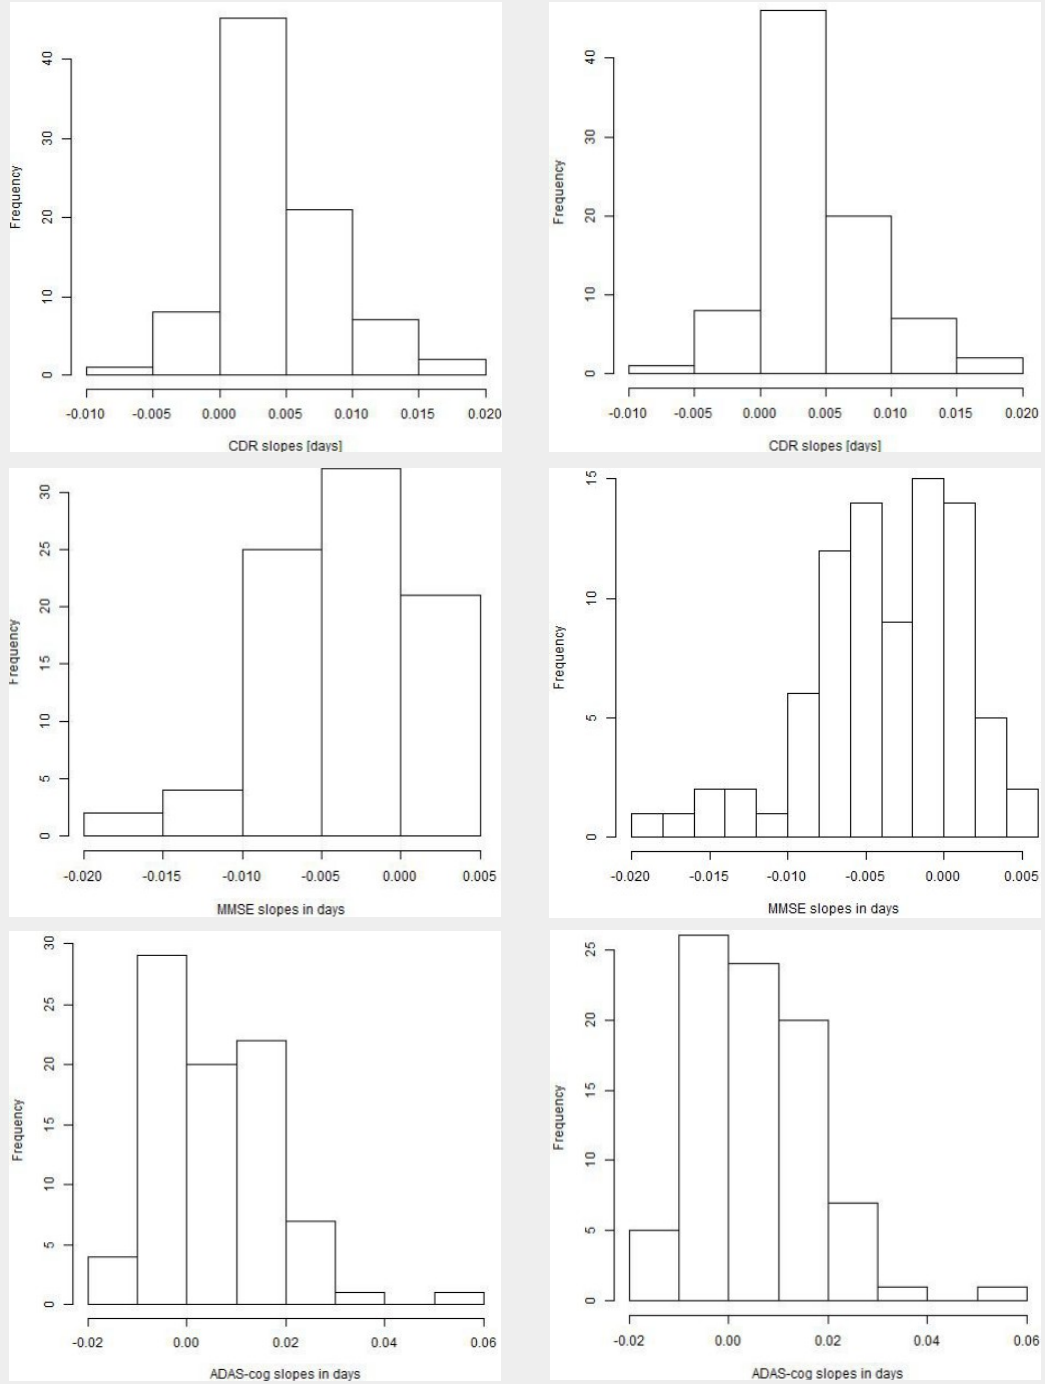 Frequency
0 10 20 30 40
-0.010 -0.005 0.000 0.005 0.010 0.015 0.020
CDR slopes [days]
Frequency
0 10 20 30 40
-0.010 -0.005 0.000 0.005 0.010 0.015 0.020
CDR slopes [days]
Frequency
0 5 10 15 20 25 30
-0.020 -0.015 -0.010 -0.005 0.000 0.005
MMSE slopes in days
Frequency
0 5 10 15
-0.020 -0.015 -0.010 -0.005 0.000 0.005
MMSE slopes in days
Frequency
0 5 10 15 20 25 30
-0.02 0.00 0.02 0.04 0.06
ADAS-cog slopes in days
Frequency
0 5 10 15 20 25
-0.02 0.00 0.02 0.04 0.06
ADAS-cog slopes in days